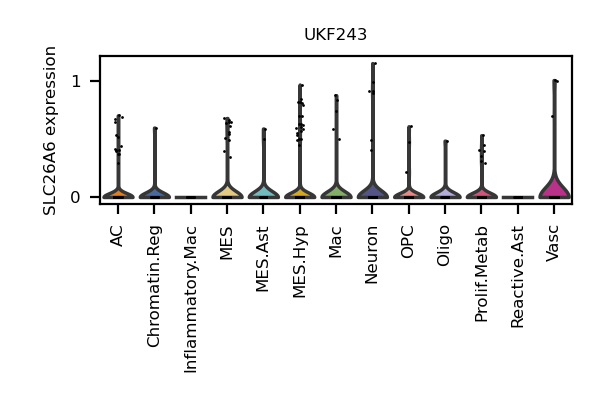 UKF243
SLC26A6 expression
1
0
AC
Chromatin.Reg
Inflammatory.Mac
MES
MES.Ast
MES.Hyp
Mac
Neuron
OPC
Oligo
Prolif.Metab
Reactive.Ast
Vasc